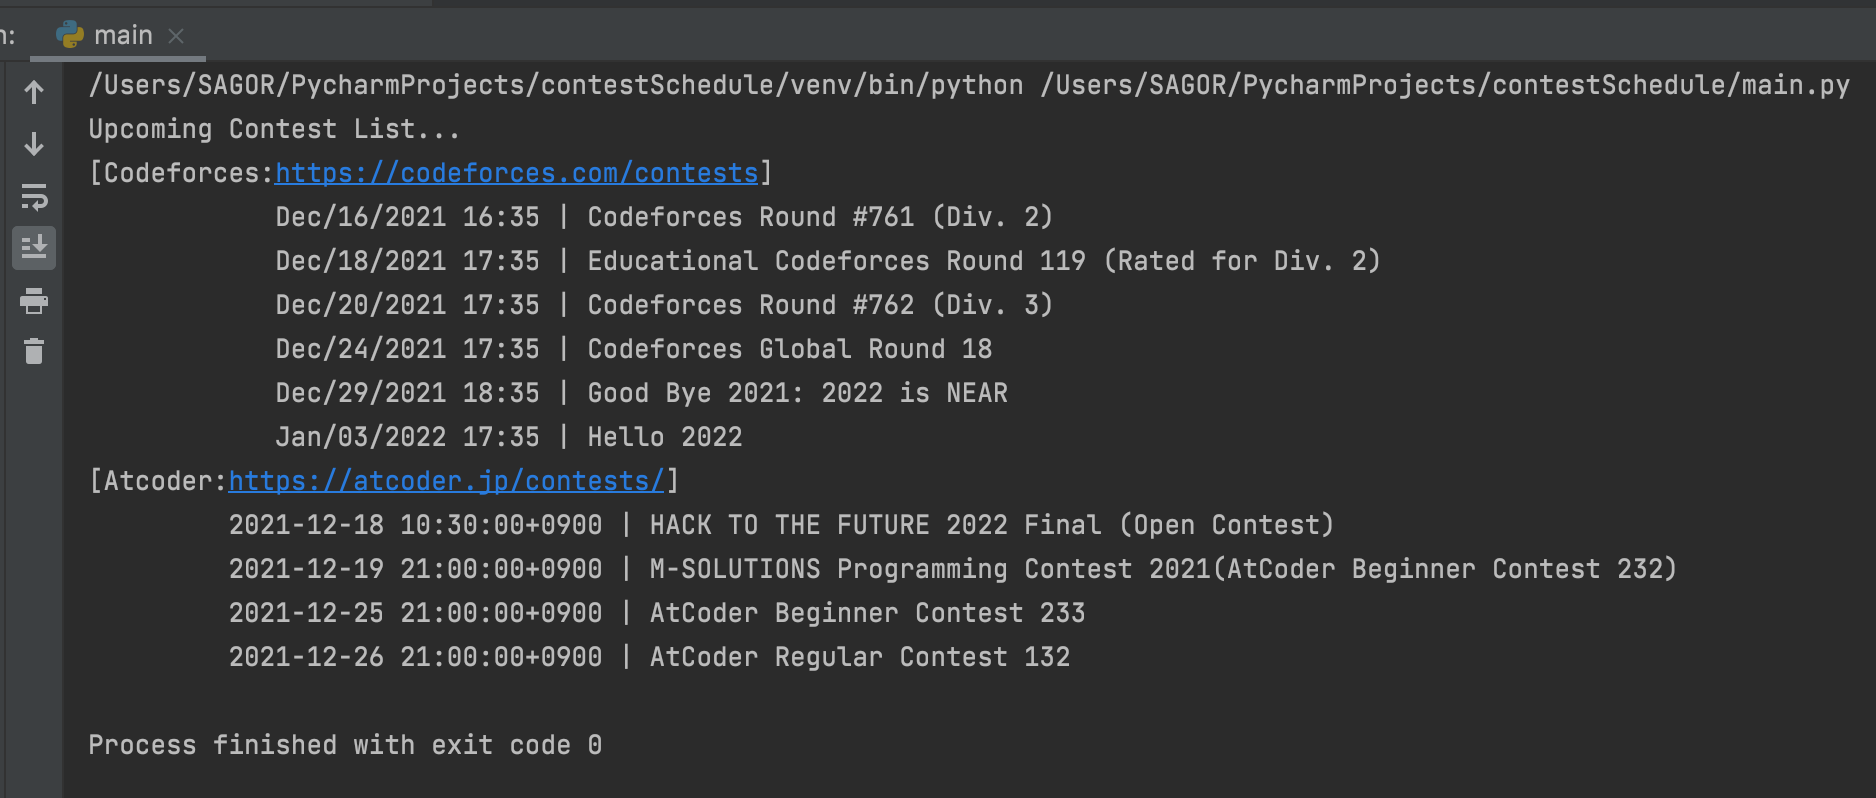 n:
main
/Users/SAGOR/PycharmProjects/contestSchedule/venv/bin/python /Users/SAGOR/PycharmProjects/contestSchedule/main.py
Upcoming Contest List...
[Codeforces:https://codeforces.com/contests]
Dec/16/2021 16:35 | Codeforces Round #761 (Div. 2)
Dec/18/2021 17:35 | Educational Codeforces Round 119 (Rated for Div. 2)
Dec/20/2021 17:35 | Codeforces Round #762 (Div. 3)
Dec/24/2021 17:35 | Codeforces Global Round 18
Dec/29/2021 18:35 | Good Bye 2021: 2022 is NEAR
Jan/03/2022 17:35 | Hello 2022
[Atcoder:https://atcoder.jp/contests/]
2021-12-18 10:30:00+0900 | HACK TO THE FUTURE 2022 Final (Open Contest)
2021-12-19 21:00:00+0900 | M-SOLUTIONS Programming Contest 2021(AtCoder Beginner Contest 232)
2021-12-25 21:00:00+0900 | AtCoder Beginner Contest 233
2021-12-26 21:00:00+0900 | AtCoder Regular Contest 132
Process finished with exit code 0